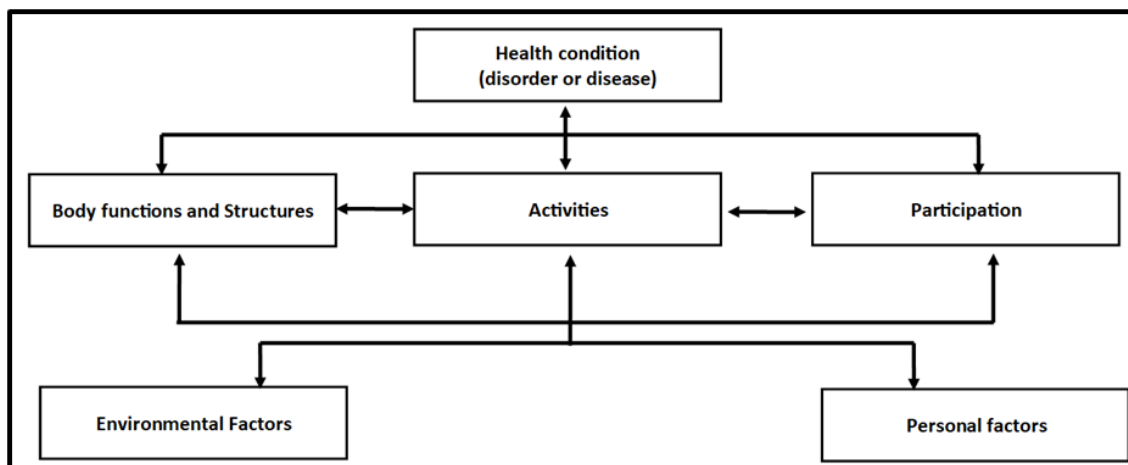 Health condition
(disorder or disease)
Body functions and Structures
Activities
Participation
Environmental Factors
Personal factors